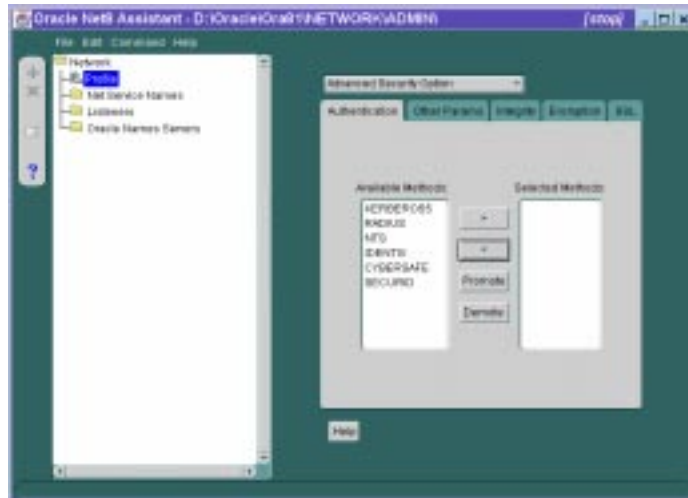 Oracle Net8 Assistant - D:\Oracle\Ora81\NETWORK\ADMIN\ [stop]
File Edit Command Help
Network
Profile
Net Service Names
Listeners
Oracle Names Servers
Advanced Security Option
Authentication Other Params Integrity Encryption SSL
Available Methods: Selected Methods:
KERBEROS5
RADIUS
NTS
IDENTIX
CYBERSAFE
SECURID
>
<
Promote
Demote
Help